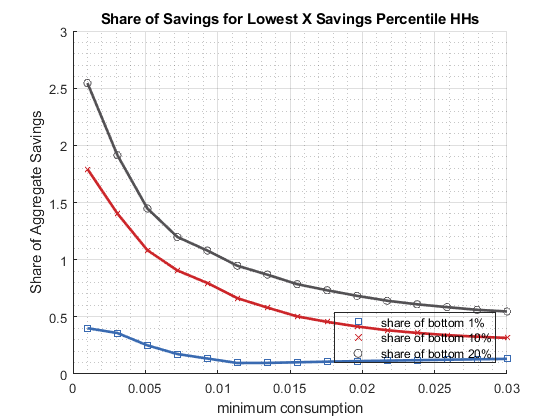 Share of Savings for Lowest X Savings Percentile HHs
3
2.5
2
1.5
1
0.5
0
Share of Aggregate Savings
share of bottom 1%
share of bottom 10%
share of bottom 20%
0 0.005 0.01 0.015 0.02 0.025 0.03
minimum consumption